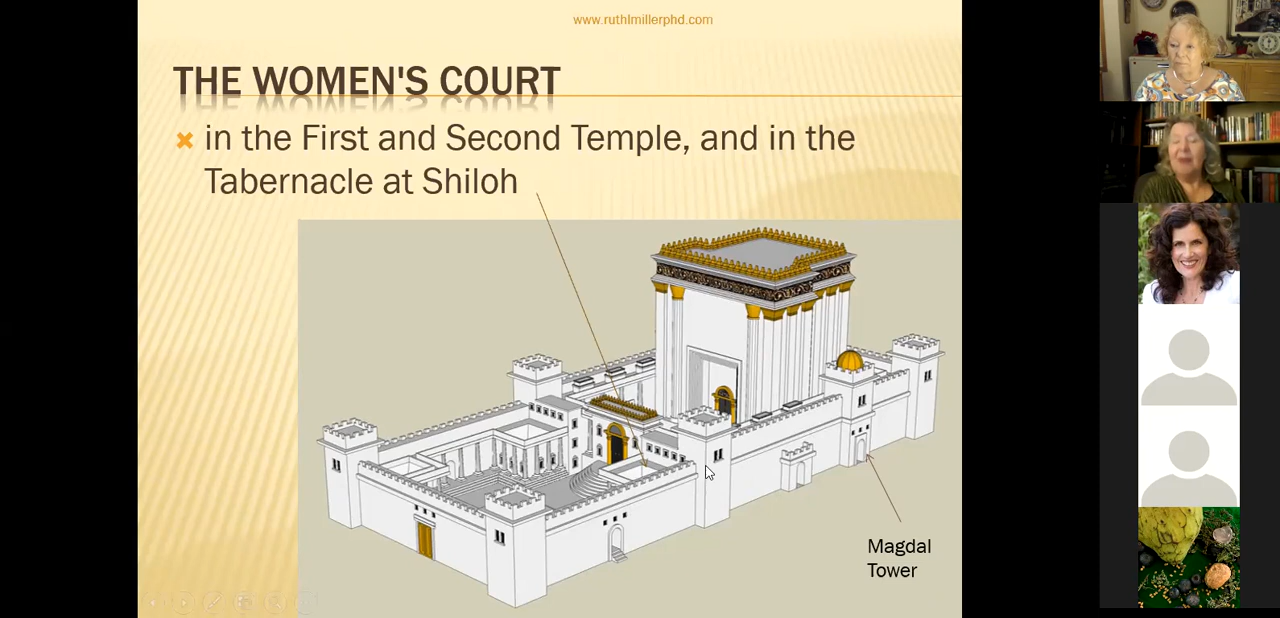 www.ruthlmillerphd.com
THE WOMEN'S COURT
in the First and Second Temple, and in the
Tabernacle at Shiloh
Magdal
Tower